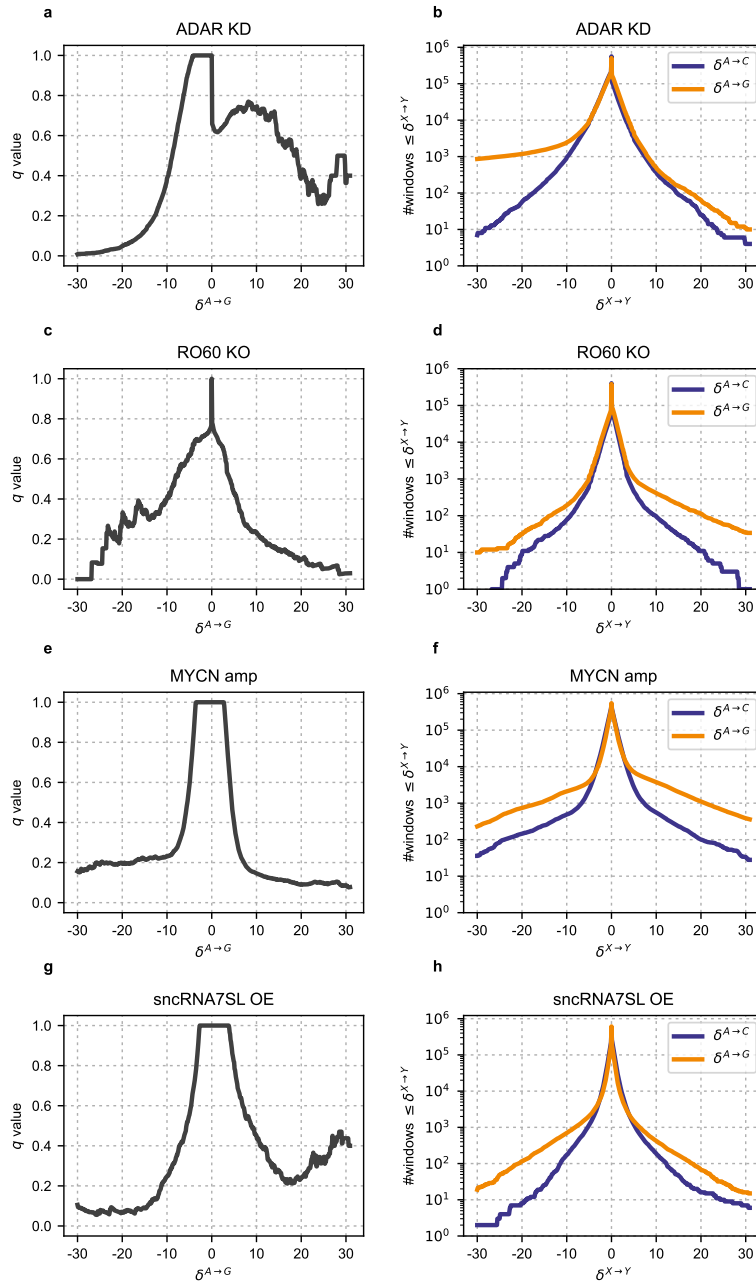 a
ADAR KD
1.0
0.8
0.6
0.4
0.2
0.0
q value
-30 -20 -10 0 10 20 30
δ^{A→G}
b
ADAR KD
10^6
10^5
10^4
10^3
10^2
10^1
10^0
#windows ≤ δ^{X→Y}
δ^{A→C}
δ^{A→G}
-30 -20 -10 0 10 20 30
δ^{X→Y}
c
RO60 KO
1.0
0.8
0.6
0.4
0.2
0.0
q value
-30 -20 -10 0 10 20 30
δ^{A→G}
d
RO60 KO
10^6
10^5
10^4
10^3
10^2
10^1
10^0
#windows ≤ δ^{X→Y}
δ^{A→C}
δ^{A→G}
-30 -20 -10 0 10 20 30
δ^{X→Y}
e
MYCN amp
1.0
0.8
0.6
0.4
0.2
0.0
q value
-30 -20 -10 0 10 20 30
δ^{A→G}
f
MYCN amp
10^6
10^5
10^4
10^3
10^2
10^1
10^0
#windows ≤ δ^{X→Y}
δ^{A→C}
δ^{A→G}
-30 -20 -10 0 10 20 30
δ^{X→Y}
g
sncRNA7SL OE
1.0
0.8
0.6
0.4
0.2
0.0
q value
-30 -20 -10 0 10 20 30
δ^{A→G}
h
sncRNA7SL OE
10^6
10^5
10^4
10^3
10^2
10^1
10^0
#windows ≤ δ^{X→Y}
δ^{A→C}
δ^{A→G}
-30 -20 -10 0 10 20 30
δ^{X→Y}